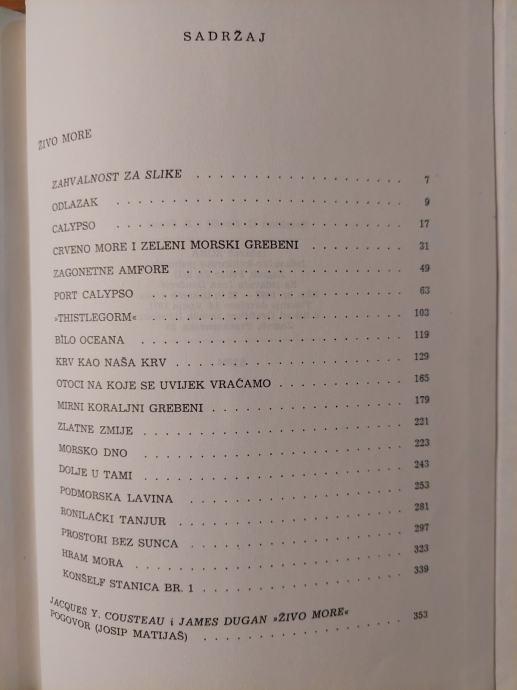 SADRŽAJ
ŽIVO MORE
ZAHVALNOST ZA SLIKE . . . . . . . . . . . . . . . . . 7
ODLAZAK . . . . . . . . . . . . . . . . . . . . . . . 9
CALYPSO . . . . . . . . . . . . . . . . . . . . . . . 17
CRVENO MORE I ZELENI MORSKI GREBENI . . . . . . . . 31
ZAGONETNE AMFORE . . . . . . . . . . . . . . . . . . 49
PORT CALYPSO . . . . . . . . . . . . . . . . . . . . 63
»THISTLEGORM« . . . . . . . . . . . . . . . . . . . . 103
BILO OCEANA . . . . . . . . . . . . . . . . . . . . . 119
KRV KAO NAŠA KRV . . . . . . . . . . . . . . . . . . 129
OTOCI NA KOJE SE UVIJEK VRAĆAMO . . . . . . . . . . 165
MIRNI KORALJNI GREBENI . . . . . . . . . . . . . . . 179
ZLATNE ZMIJE . . . . . . . . . . . . . . . . . . . . 221
MORSKO DNO . . . . . . . . . . . . . . . . . . . . . 223
DOLJE U TAMI . . . . . . . . . . . . . . . . . . . . 243
PODMORSKA LAVINA . . . . . . . . . . . . . . . . . . 253
RONILAČKI TANJUR . . . . . . . . . . . . . . . . . . 281
PROSTORI BEZ SUNCA . . . . . . . . . . . . . . . . . 297
HRAM MORA . . . . . . . . . . . . . . . . . . . . . . 323
KONŠELF STANICA BR. 1 . . . . . . . . . . . . . . . . 339
JACQUES Y. COUSTEAU i JAMES DUGAN »ŽIVO MORE«
POGOVOR (JOSIP MATIJAŠ) . . . . . . . . . . . . . . . 353